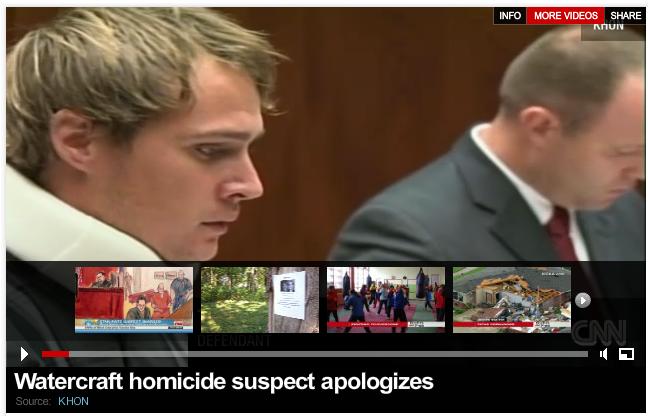 INFO MORE VIDEOS SHARE
KHON
DEFENDANT
CNN
Watercraft homicide suspect apologizes
Source: KHON